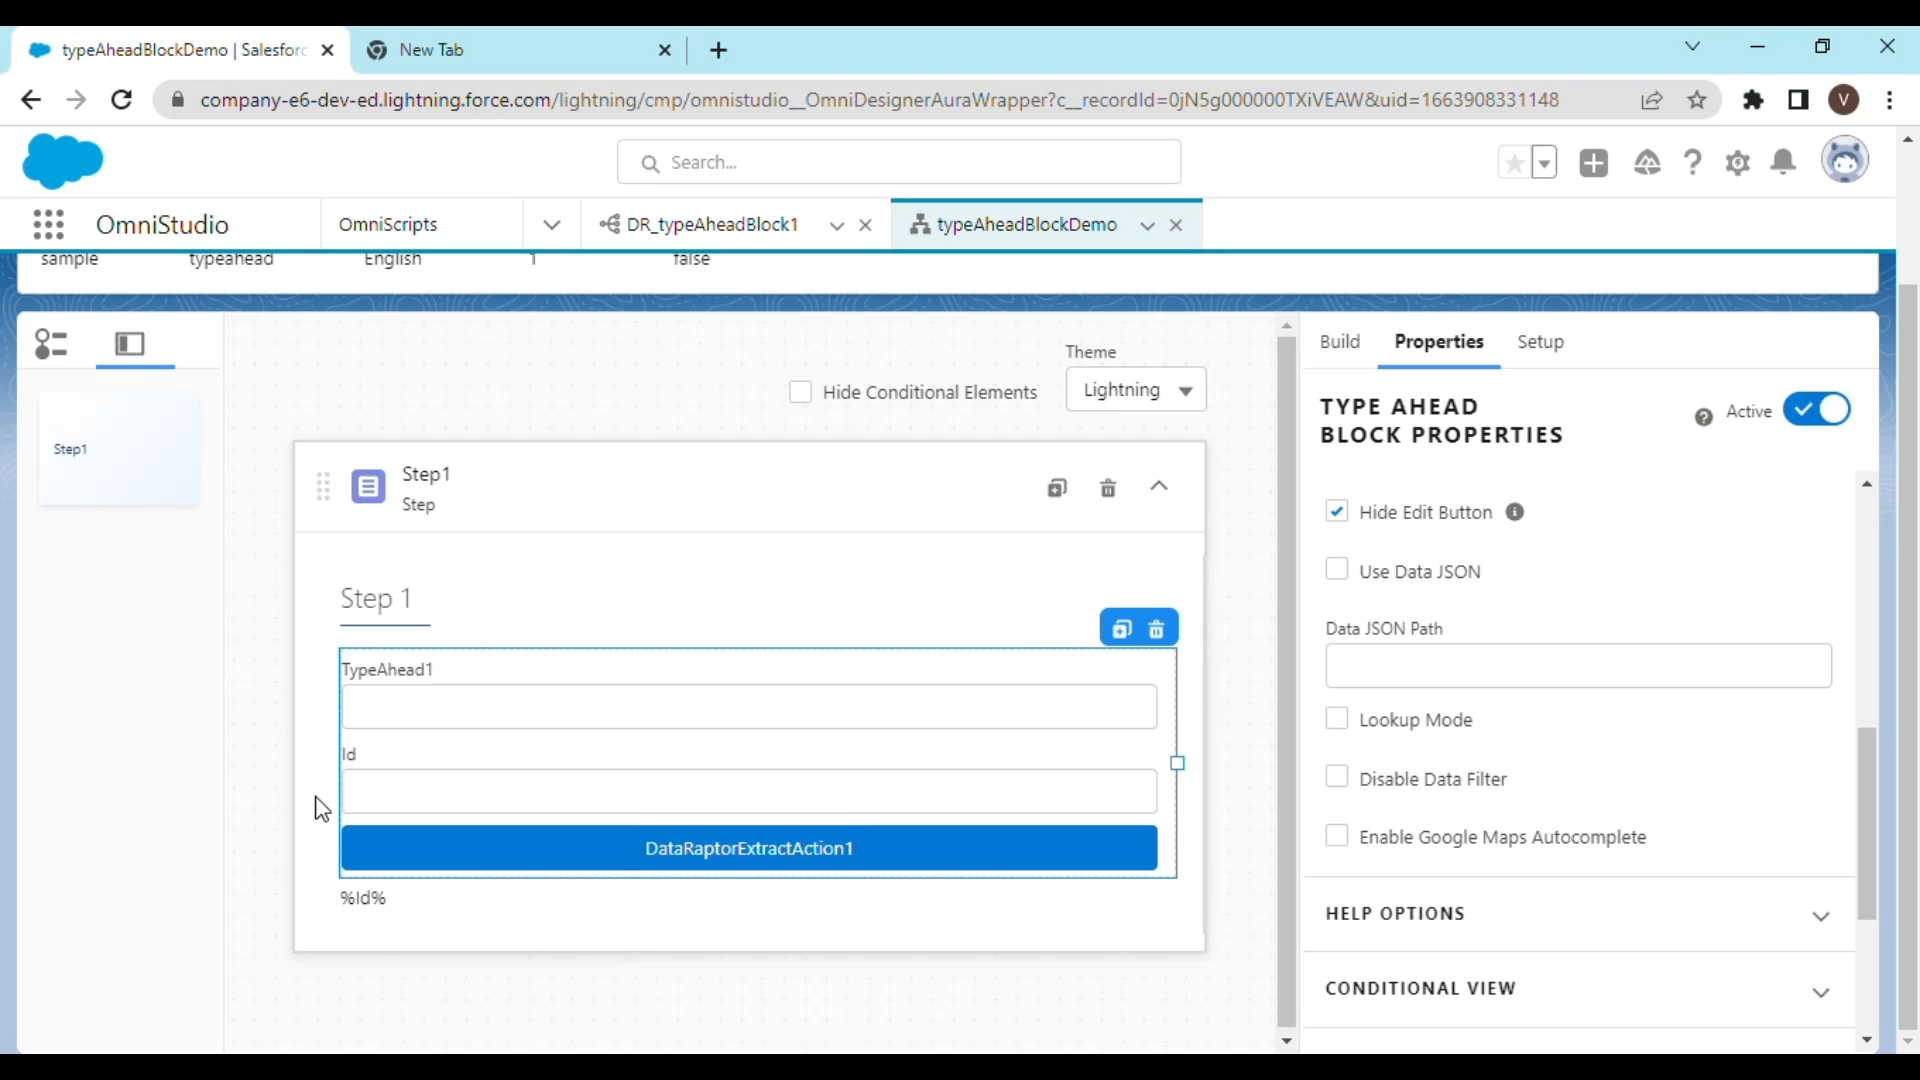 typeAheadBlockDemo | Salesforc
New Tab
company-e6-dev-ed.lightning.force.com/lightning/cmp/omnistudio__OmniDesignerAuraWrapper?c__recordId=0jN5g000000TXiVEAW&uid=1663908331148
V
Search...
OmniStudio
OmniScripts
DR_typeAheadBlock1
typeAheadBlockDemo
sample typeahead English 1 false
Build Properties Setup
Theme
Hide Conditional Elements
Lightning
TYPE AHEAD
BLOCK PROPERTIES
Active
Step1
Step1
Step
Hide Edit Button
Use Data JSON
Step 1
Data JSON Path
TypeAhead1
Lookup Mode
Id
Disable Data Filter
Enable Google Maps Autocomplete
DataRaptorExtractAction1
%Id%
HELP OPTIONS
CONDITIONAL VIEW